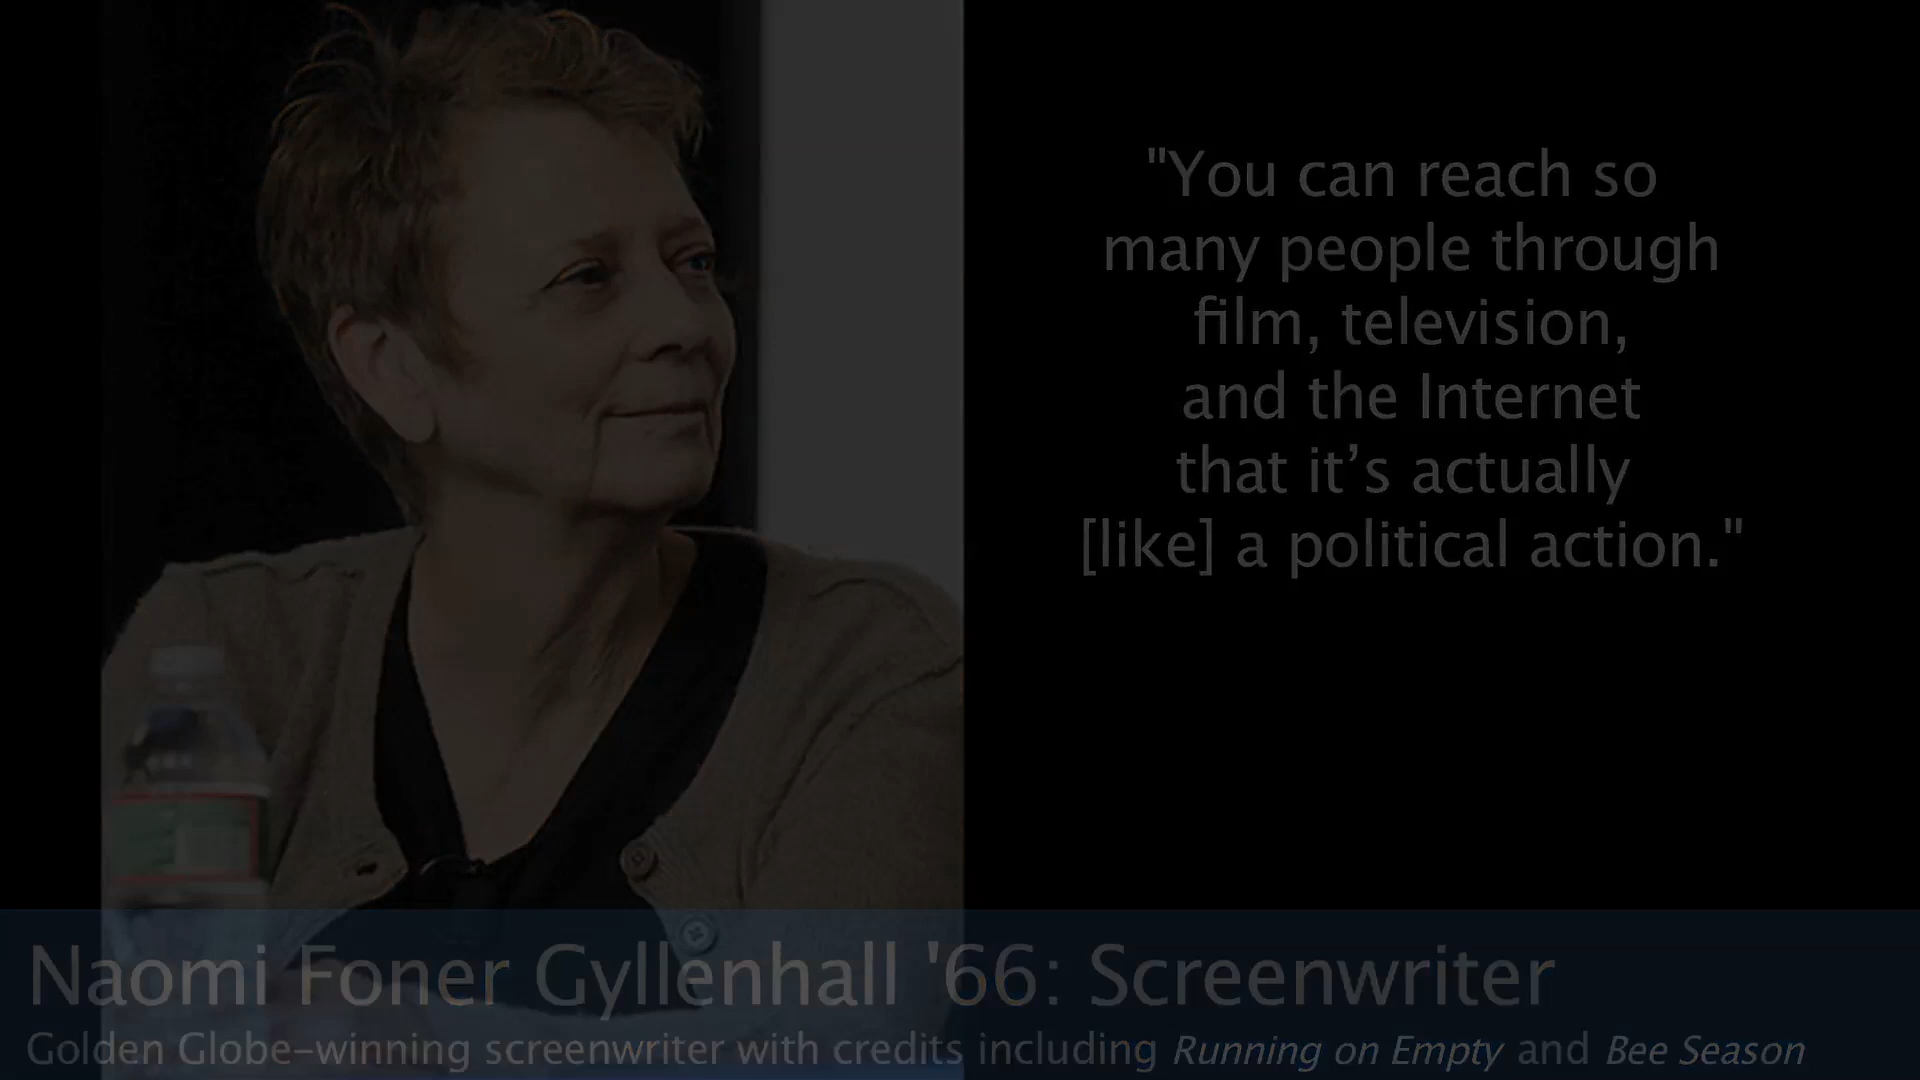 "You can reach so
many people through
film, television,
and the Internet
that it’s actually
[like] a political action."
Naomi Foner Gyllenhall '66: Screenwriter
Golden Globe–winning screenwriter with credits including Running on Empty and Bee Season